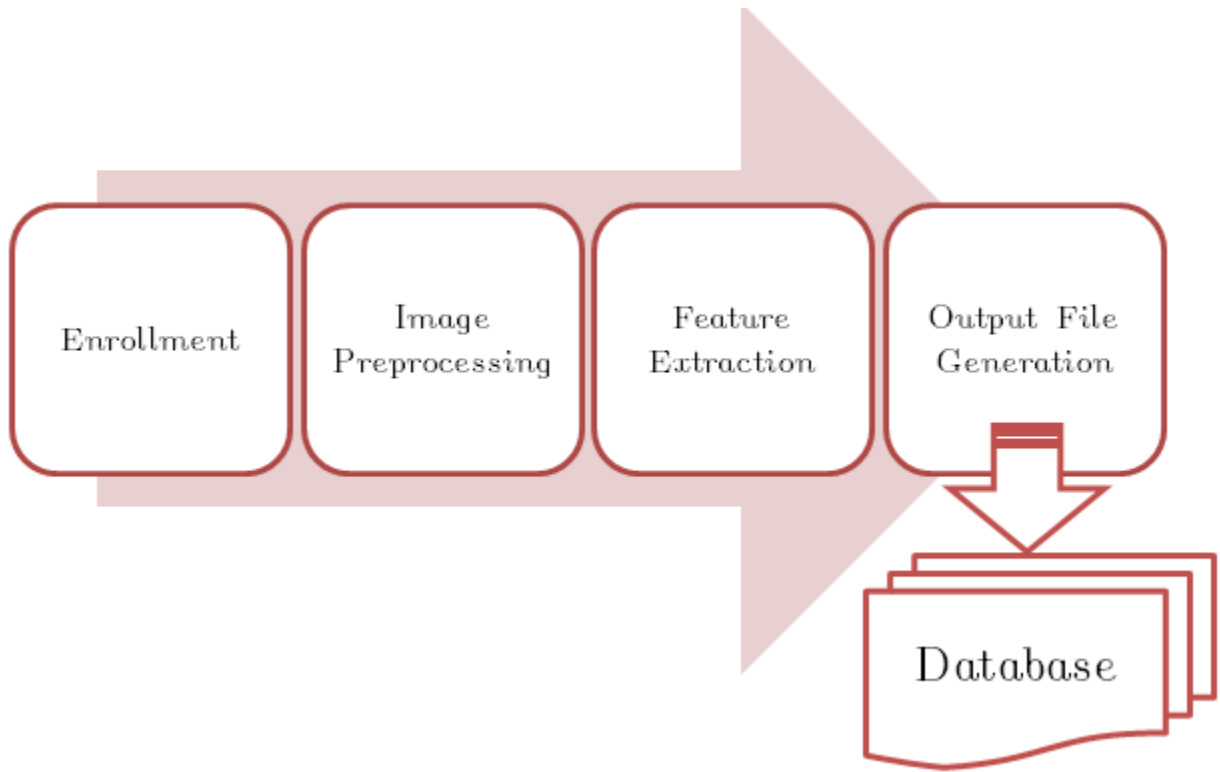 Enrollment
Image
Preprocessing
Feature
Extraction
Output File
Generation
Database